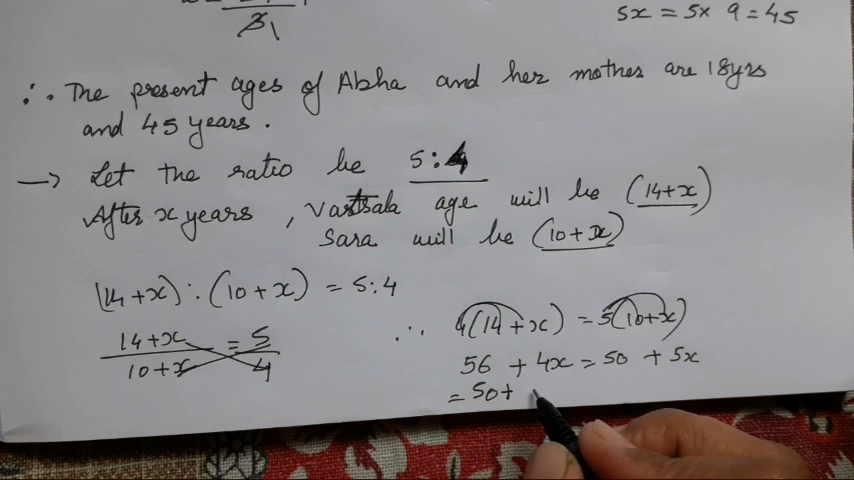 5x = 5 x 9 = 45
∴ The present ages of Abha and her mother are 18yrs
and 45 years.
→ Let the ratio be 5:4
After x years, Vatsala age will be (14+x)
Sara will be (10+x)
(14+x) : (10+x) = 5:4
14+x / 10+x = 5 / 4
∴ 4(14+x) = 5(10+x)
56 + 4x = 50 + 5x
= 50+